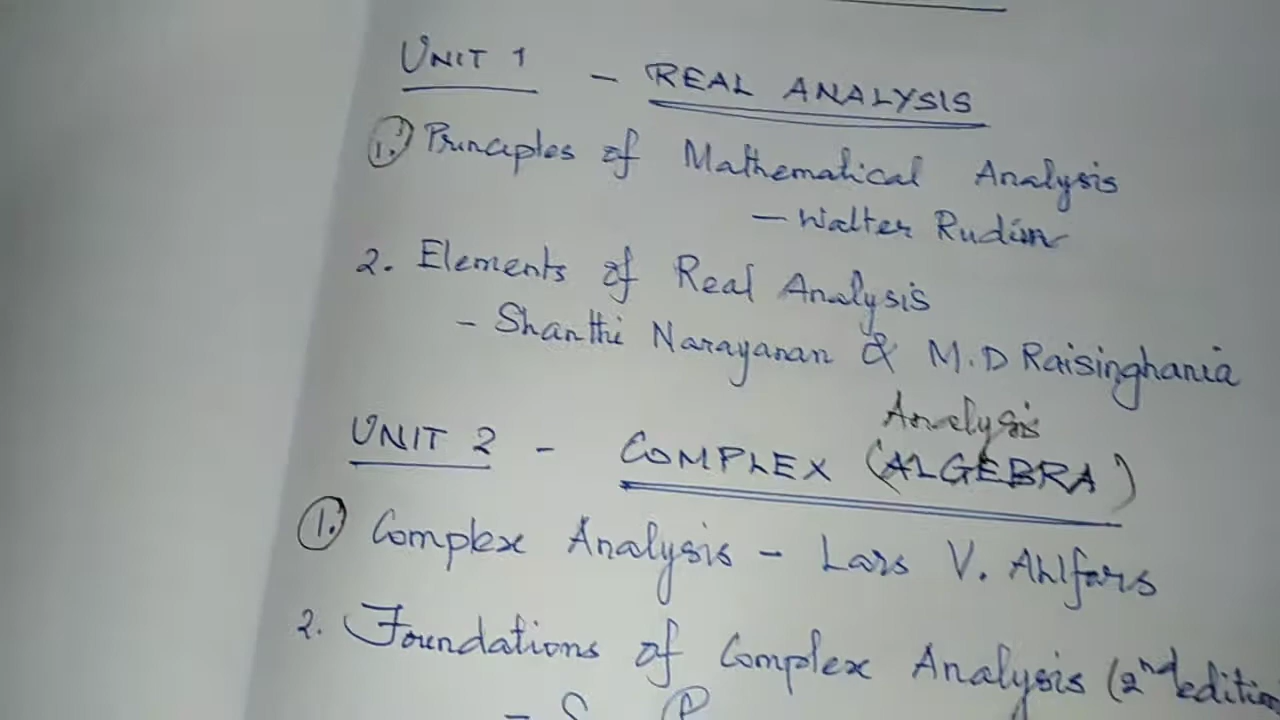 UNIT 1 - REAL ANALYSIS
1. Principles of Mathematical Analysis
- Walter Rudin
2. Elements of Real Analysis
- Shanthi Narayanan & M.D Raisinghania
Analysis
UNIT 2 - COMPLEX (ALGEBRA)
1. Complex Analysis - Lars V. Ahlfars
2. Foundations of Complex Analysis (2nd edition